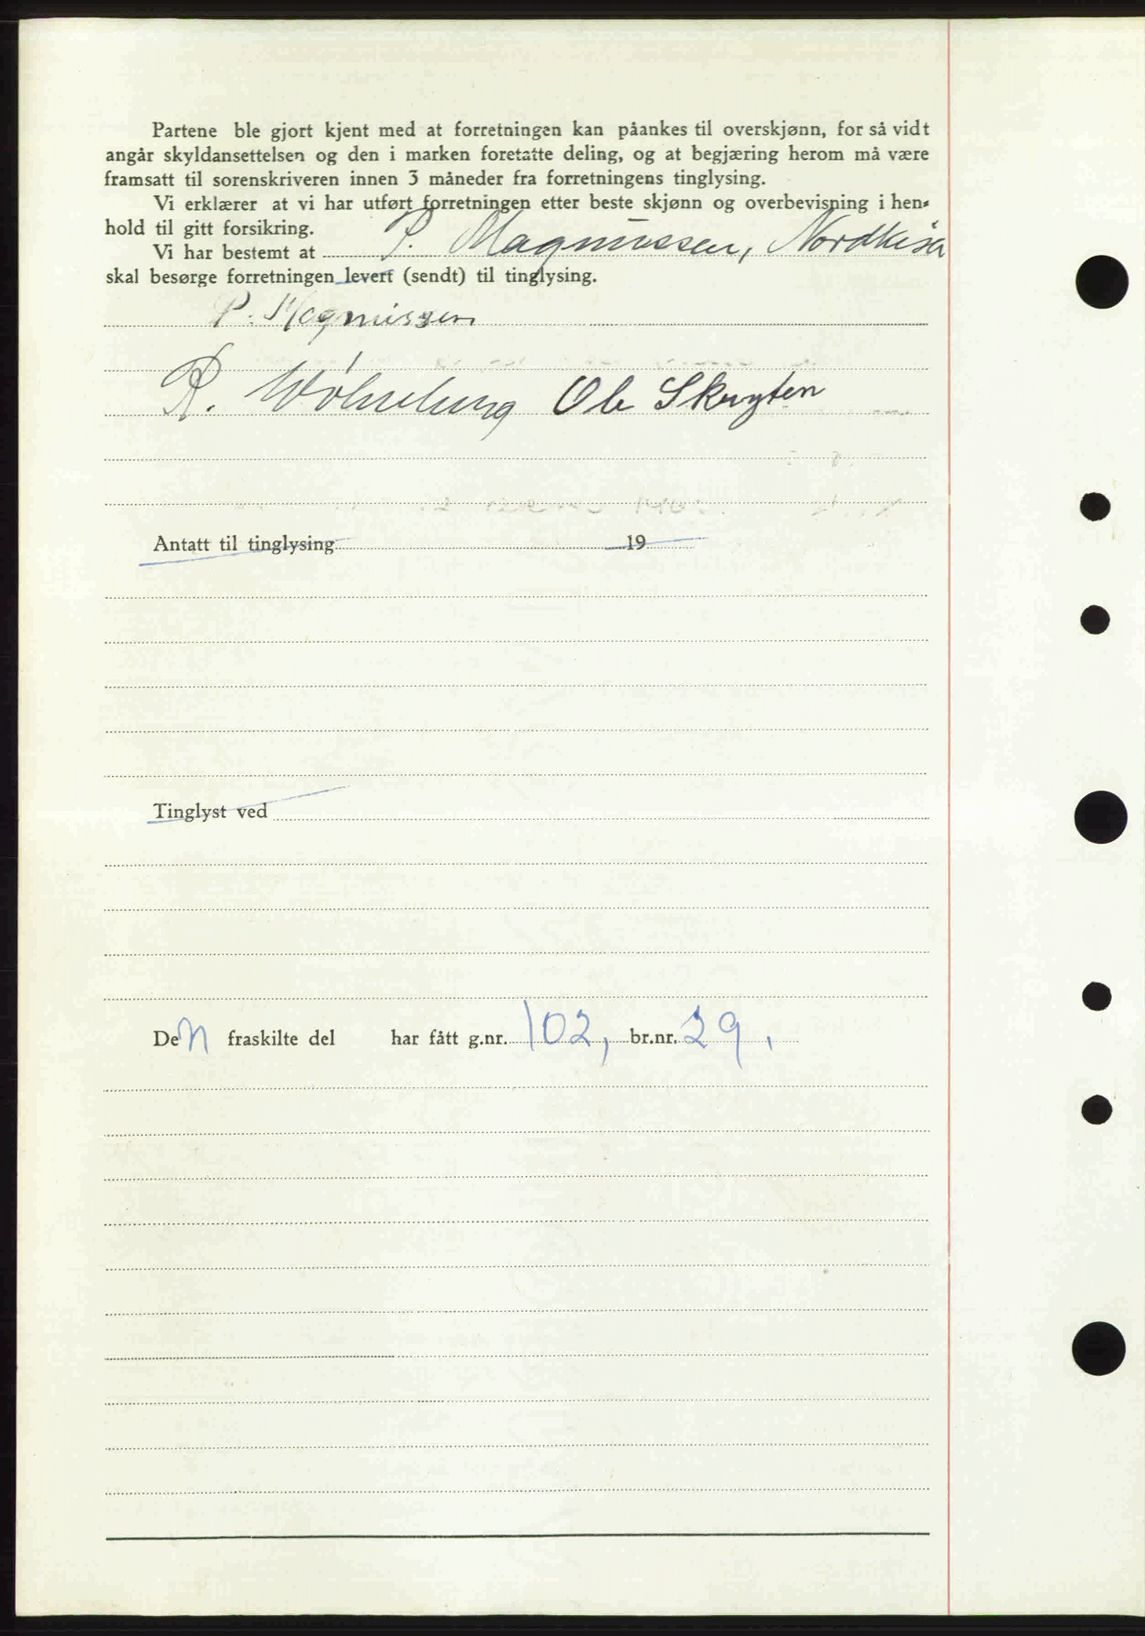 Partene ble gjort kjent med at forretningen kan påankes til overskjønn, for så vidt
angår skyldansettelsen og den i marken foretatte deling, og at begjæring herom må være
framsatt til sorenskriveren innen 3 måneder fra forretningens tinglysing.
Vi erklærer at vi har utført forretningen etter beste skjønn og overbevisning i hen-
hold til gitt forsikring.
Vi har bestemt at P. Magnussen, Nordkisa
skal besørge forretningen levert (sendt) til tinglysing.
P. Magnussen
R. Ole
Antatt til tinglysing 19
Tinglyst ved
Den fraskilte del har fått g.nr. 102, br.nr. 29.